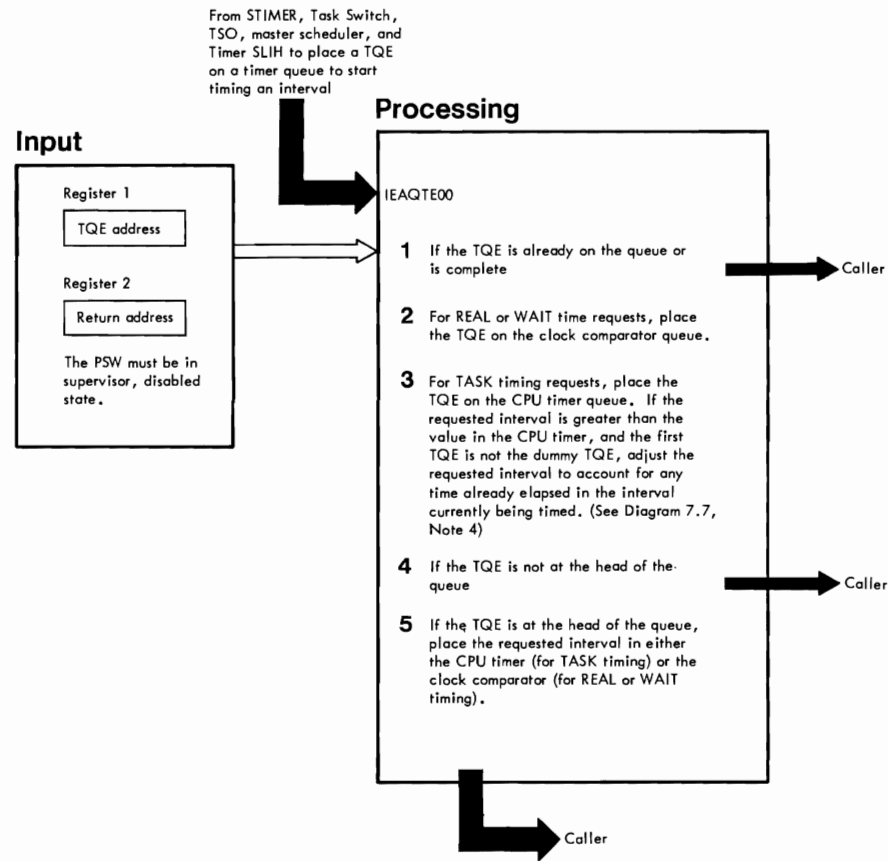 From STIMER, Task Switch,
TSO, master scheduler, and
Timer SLIH to place a TQE
on a timer queue to start
timing an interval
Processing
Input
Register 1
TQE address
Register 2
Return address
The PSW must be in
supervisor, disabled
state.
IEAQTE00
1 If the TQE is already on the queue or
is complete
Caller
2 For REAL or WAIT time requests, place
the TQE on the clock comparator queue.
3 For TASK timing requests, place the
TQE on the CPU timer queue. If the
requested interval is greater than the
value in the CPU timer, and the first
TQE is not the dummy TQE, adjust the
requested interval to account for any
time already elapsed in the interval
currently being timed. (See Diagram 7.7,
Note 4)
4 If the TQE is not at the head of the
queue
Caller
5 If the TQE is at the head of the queue,
place the requested interval in either
the CPU timer (for TASK timing) or the
clock comparator (for REAL or WAIT
timing).
Caller